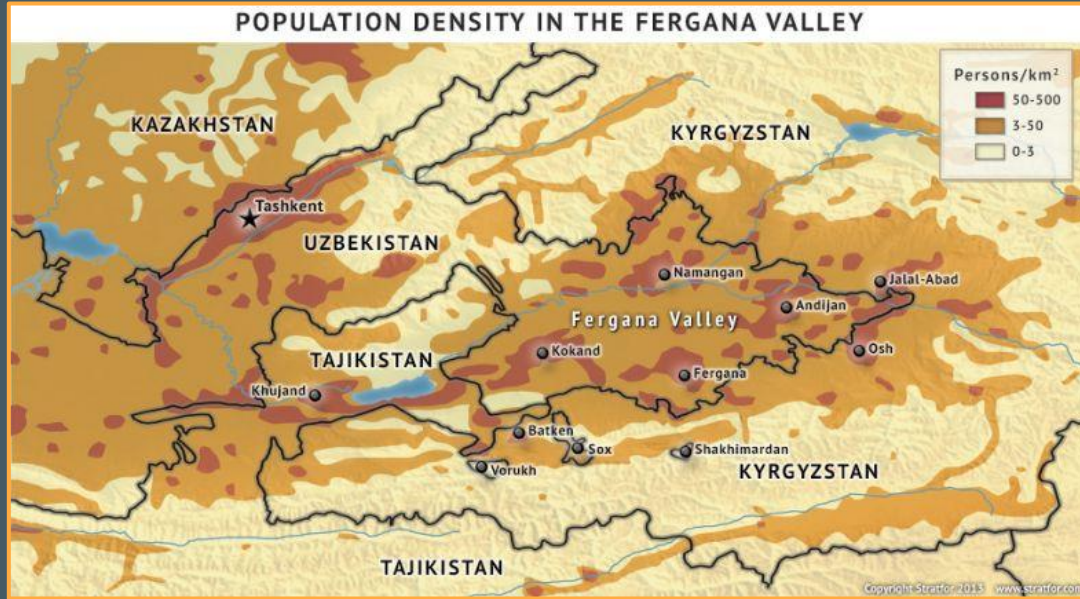 POPULATION DENSITY IN THE FERGANA VALLEY
Persons/km²
50-500
3-50
0-3
KAZAKHSTAN
KYRGYZSTAN
Tashkent
UZBEKISTAN
Namangan
Jalal-Abad
Andijan
Fergana Valley
Kokand
Osh
TAJIKISTAN
Fergana
Khujand
Batken
Sox
Shakhimardan
Vorukh
KYRGYZSTAN
TAJIKISTAN
Copyright Stratfor 2013 www.stratfor.com